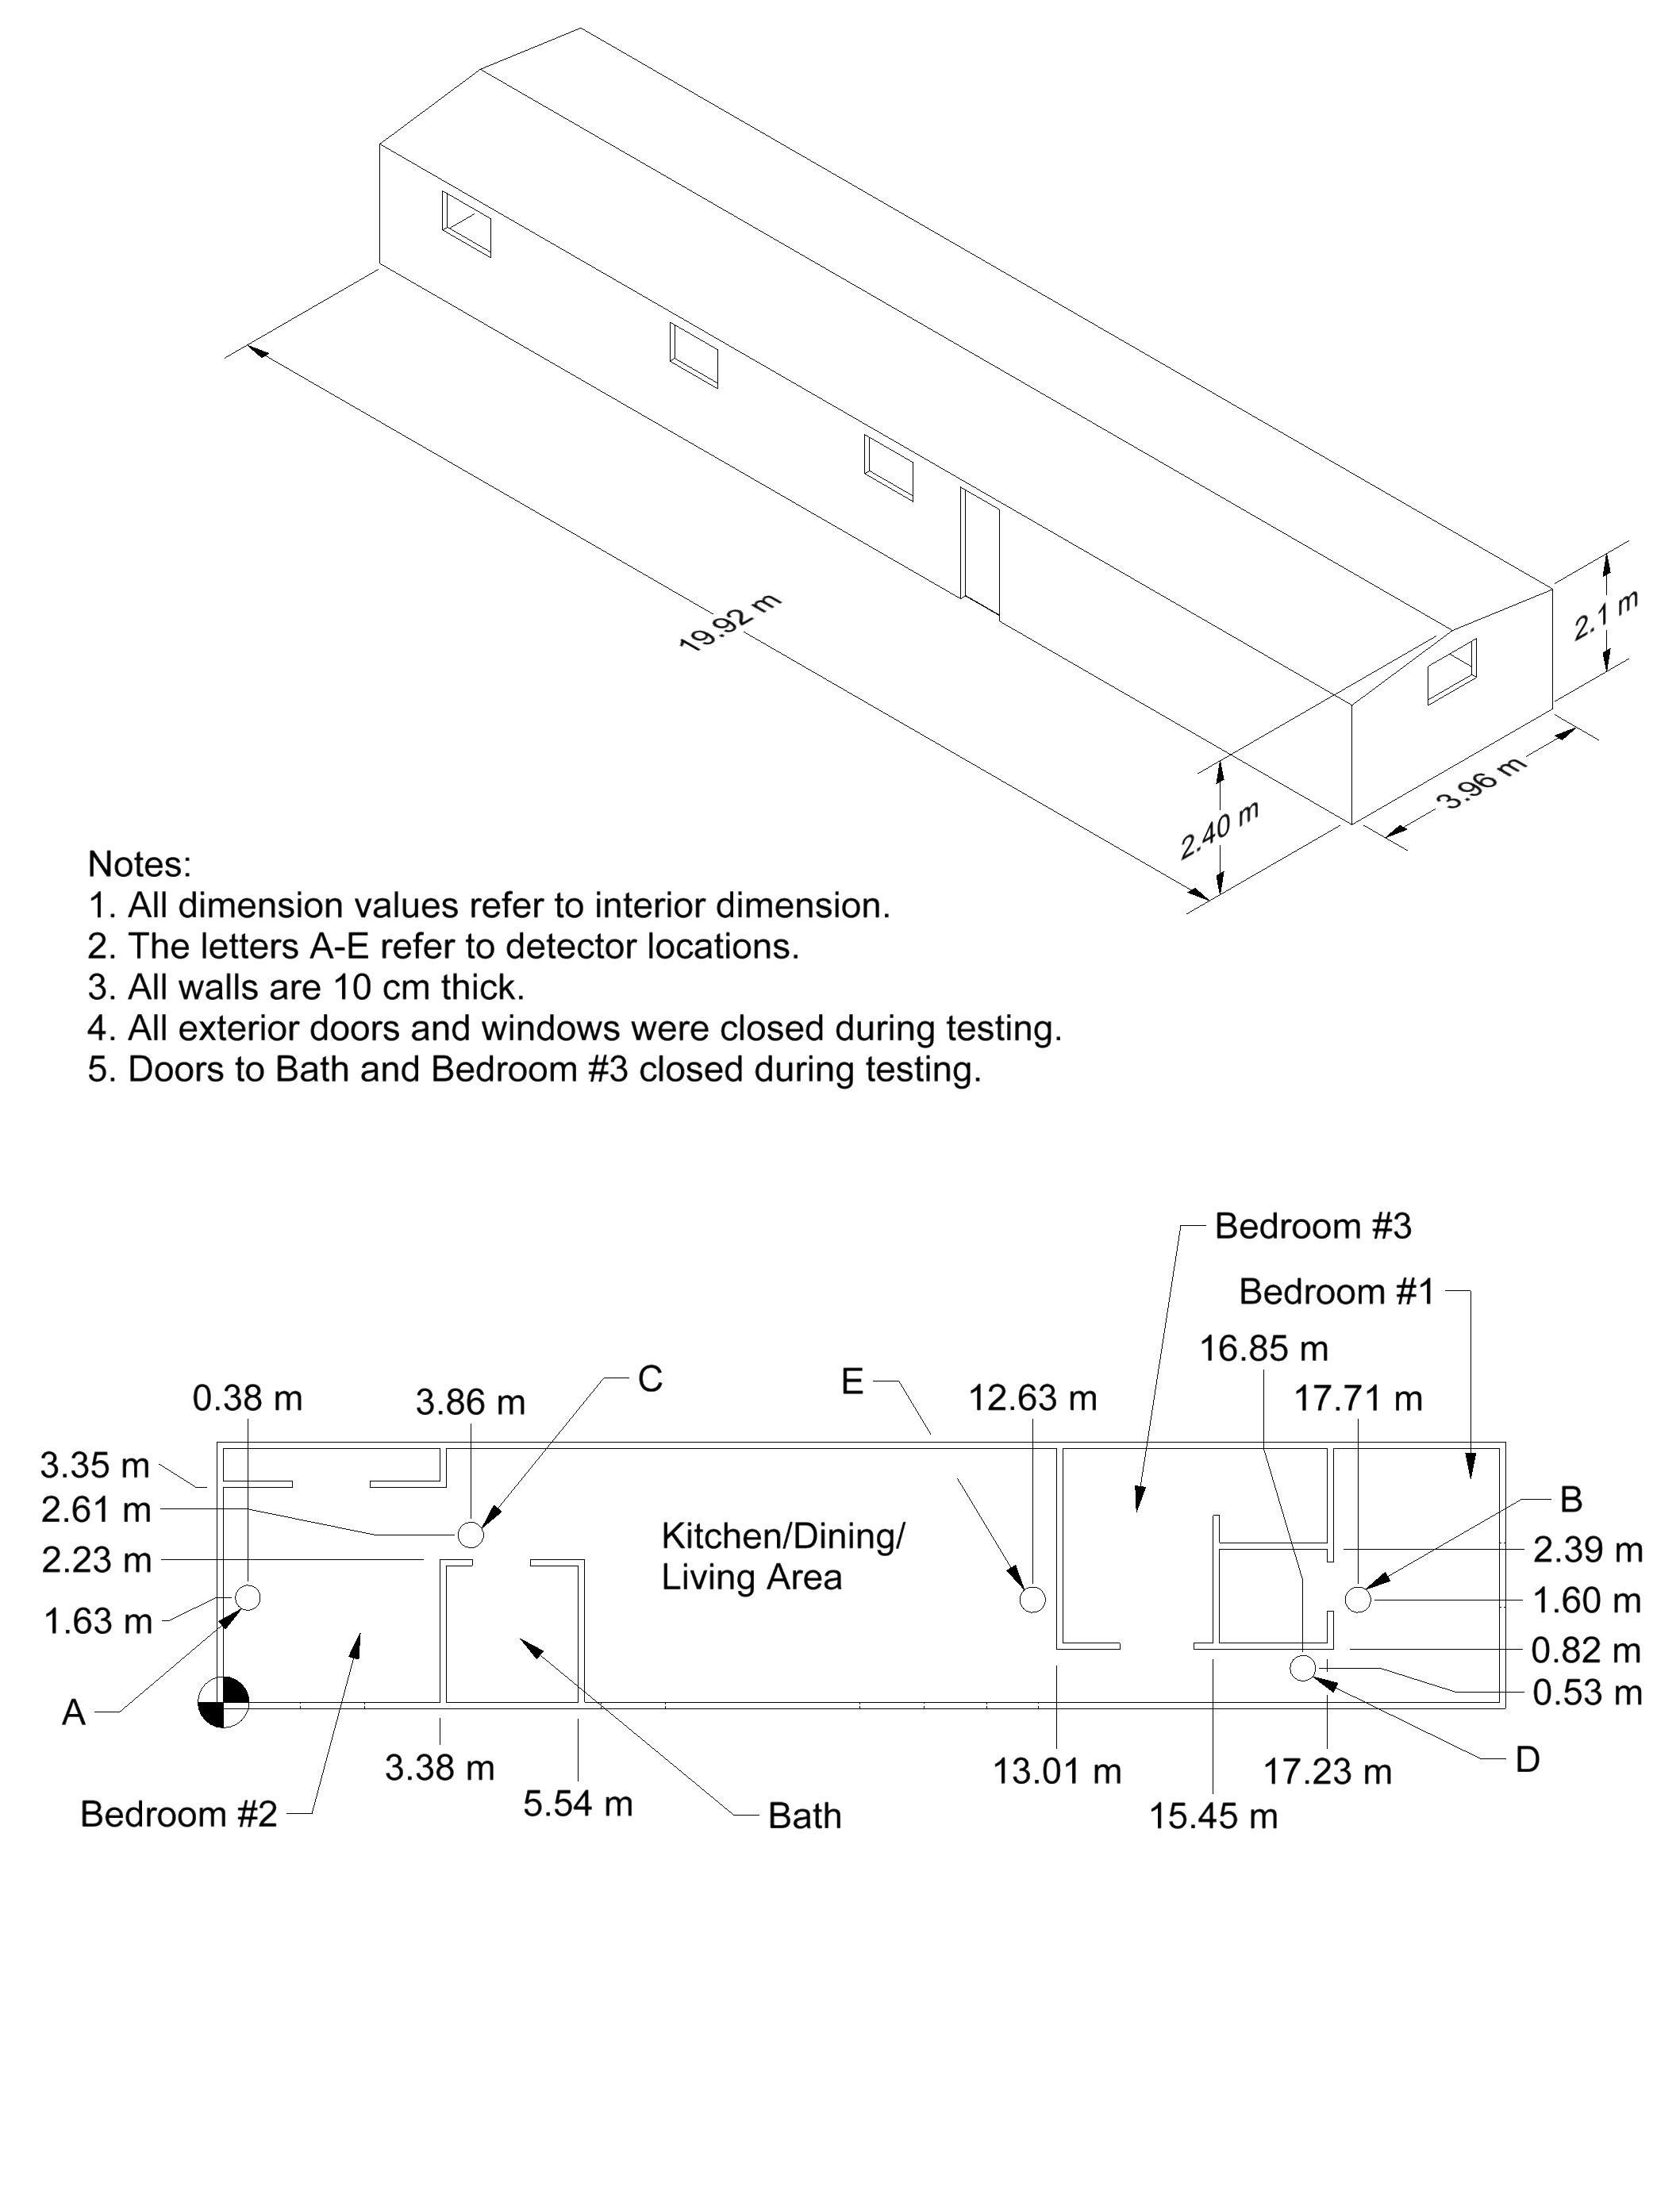 19.92 m
2.1 m
3.96 m
2.40 m
Notes:
1. All dimension values refer to interior dimension.
2. The letters A-E refer to detector locations.
3. All walls are 10 cm thick.
4. All exterior doors and windows were closed during testing.
5. Doors to Bath and Bedroom #3 closed during testing.
Bedroom #3
Bedroom #1
16.85 m
C
E
0.38 m
3.86 m
12.63 m
17.71 m
3.35 m
2.61 m
2.23 m
1.63 m
Kitchen/Dining/
Living Area
B
2.39 m
1.60 m
0.82 m
0.53 m
A
D
3.38 m
5.54 m
13.01 m
17.23 m
15.45 m
Bedroom #2
Bath